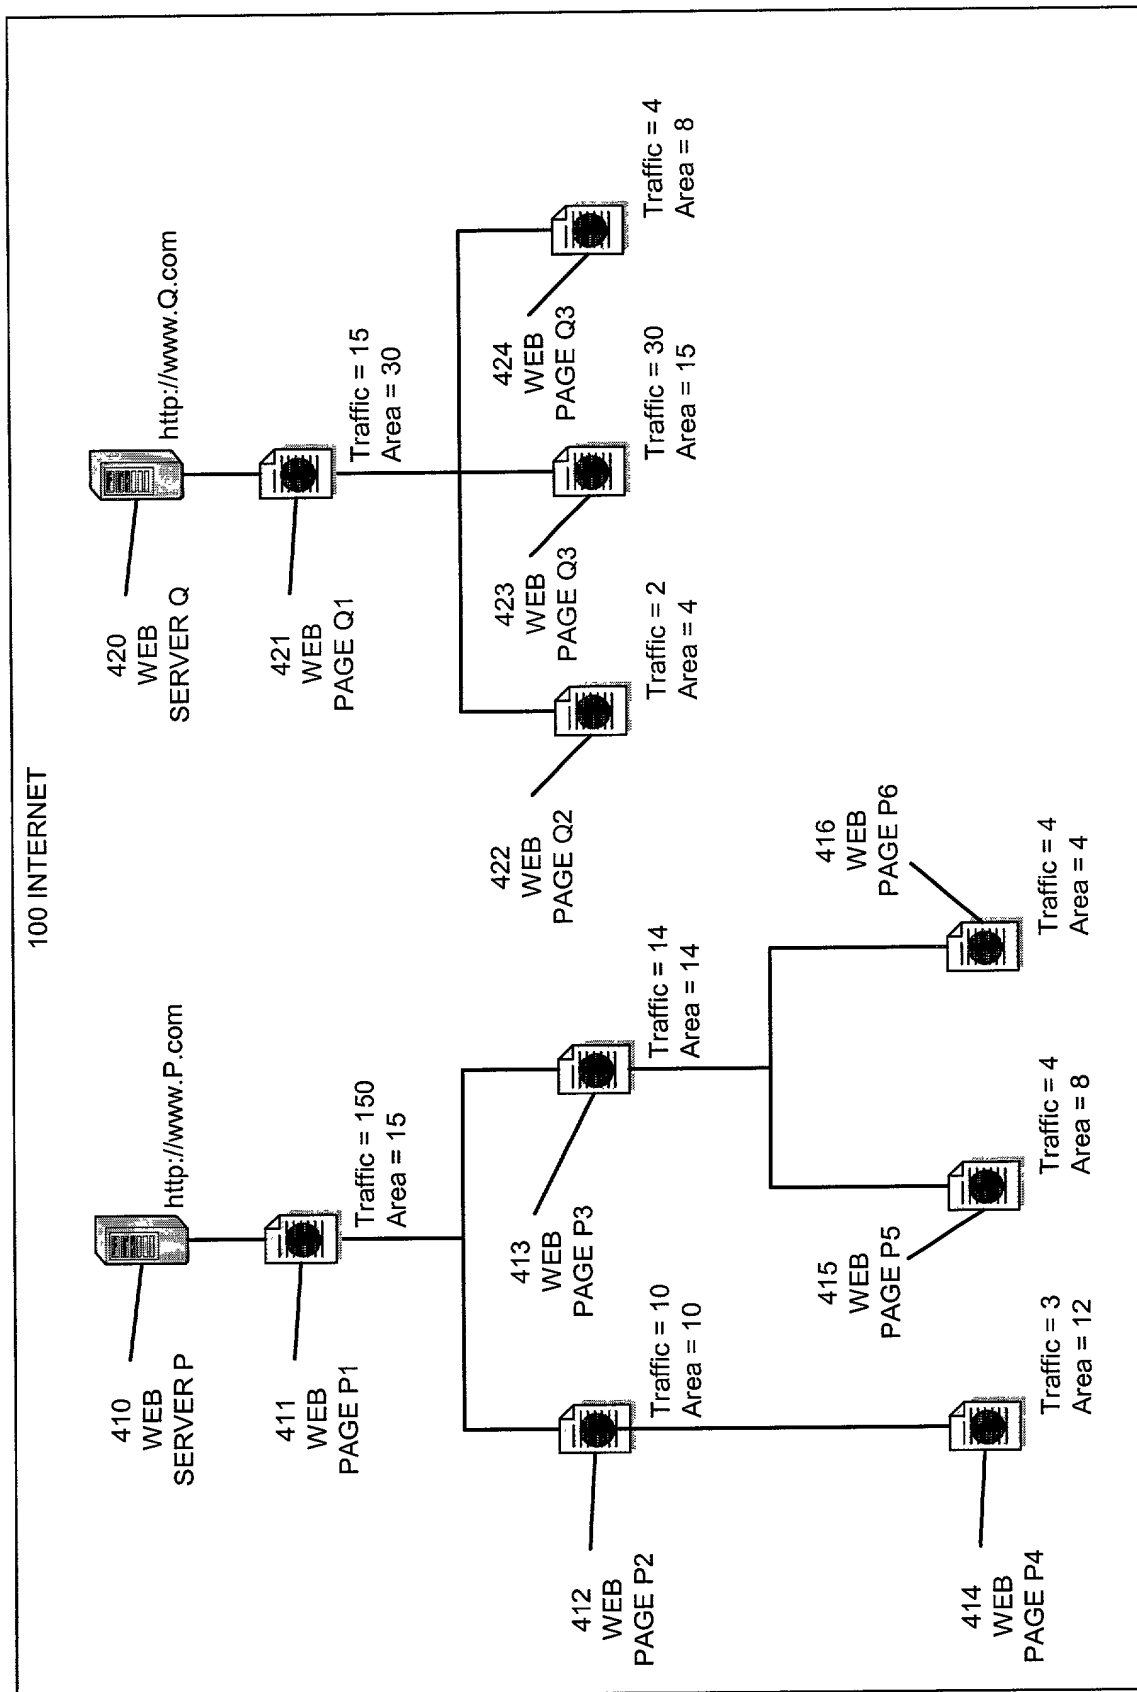 100 INTERNET
410
WEB
SERVER P
http://www.P.com
411
WEB
PAGE P1
Traffic = 150
Area = 15
412
WEB
PAGE P2
Traffic = 10
Area = 10
413
WEB
PAGE P3
Traffic = 14
Area = 14
414
WEB
PAGE P4
Traffic = 3
Area = 12
415
WEB
PAGE P5
Traffic = 4
Area = 8
416
WEB
PAGE P6
Traffic = 4
Area = 4
420
WEB
SERVER Q
http://www.Q.com
421
WEB
PAGE Q1
Traffic = 15
Area = 30
422
WEB
PAGE Q2
Traffic = 2
Area = 4
423
WEB
PAGE Q3
Traffic = 30
Area = 15
424
WEB
PAGE Q3
Traffic = 4
Area = 8